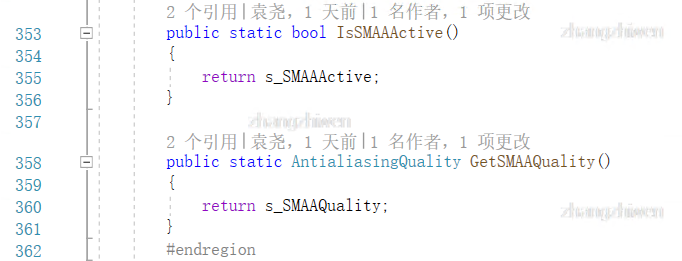 2 个引用|袁尧，1 天前|1 名作者，1 项更改
353 public static bool IsSMAAActive() zhangzhiwen
354 {
355 return s_SMAAActive;
356 }
357 zhangzhiwen
2 个引用|袁尧，1 天前|1 名作者，1 项更改
358 public static AntialiasingQuality GetSMAAQuality()
359 {
360 return s_SMAAQuality; zhangzhiwen
361 }
362 #endregion